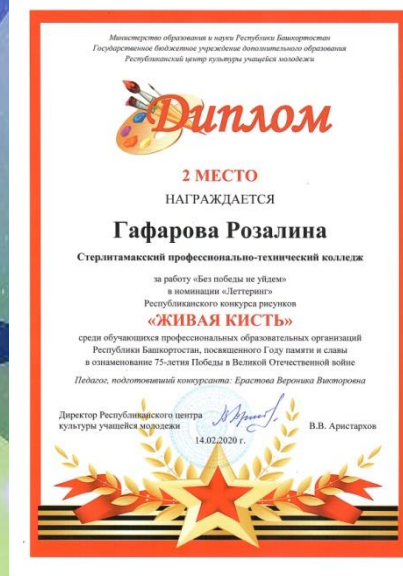 Министерство образования и науки Республики Башкортостан
Государственное бюджетное учреждение дополнительного образования
Республиканский центр культуры учащейся молодежи
Диплом
2 МЕСТО
НАГРАЖДАЕТСЯ
Гафарова Розалина
Стерлитамакский профессионально-технический колледж
за работу «Без победы не уйдем»
в номинации «Леттеринг»
Республиканского конкурса рисунков
«ЖИВАЯ КИСТЬ»
среди обучающихся профессиональных образовательных организаций
Республики Башкортостан, посвященного Году памяти и славы
в ознаменование 75-летия Победы в Великой Отечественной войне
Педагог, подготовивший конкурсанта: Ерастова Вероника Викторовна
Директор Республиканского центра
культуры учащейся молодежи В.В. Аристархов
14.02.2020 г.